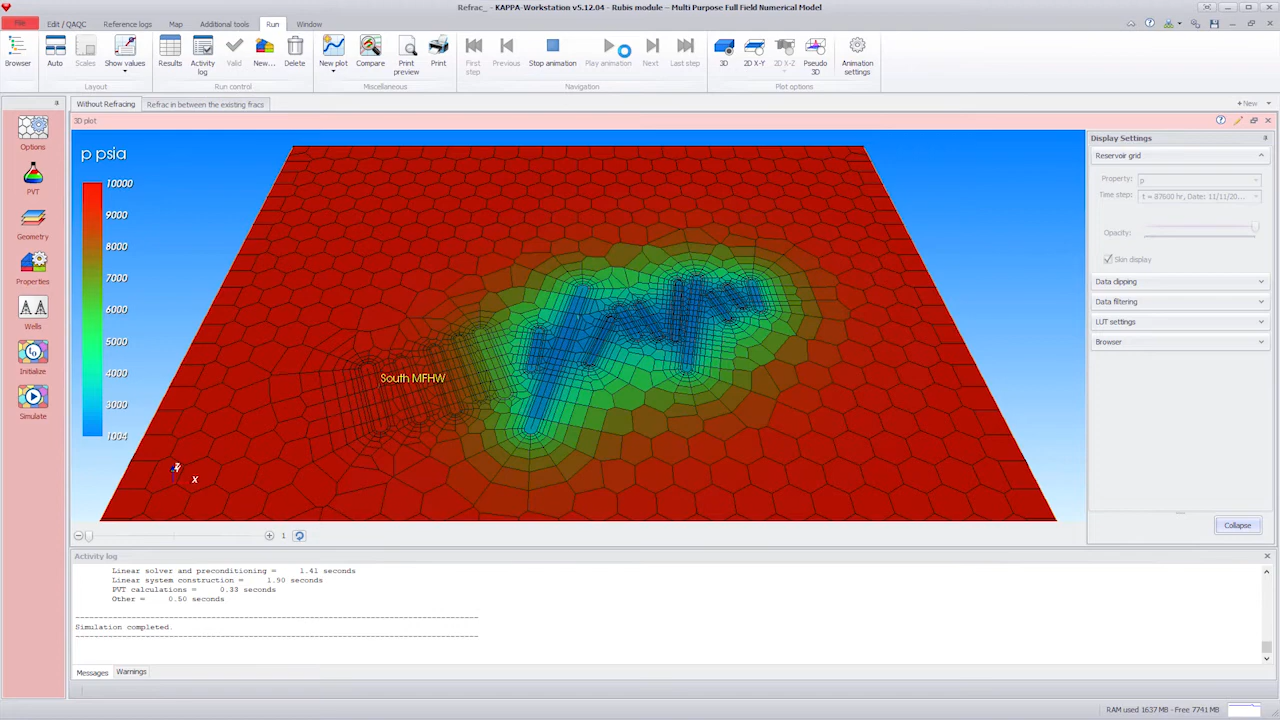 Refrac_ - KAPPA-Workstation v5.12.04 - Rubis module – Multi Purpose Full Field Numerical Model
File Edit / QAQC Reference logs Map Additional tools Run Window
Browser Auto Scales Show values Results Activity log Valid New... Delete New plot Compare Print preview Print First step Previous Stop animation Play animation Next Last step 3D 2D X-Y 2D X-Z Pseudo 3D Animation settings
Layout Run control Miscellaneous Navigation Plot options
Without Refracing Refrac in between the existing fracs + New
3D plot
Options
PVT
Geometry
Properties
Wells
Initialize
Simulate
p psia
10000
9000
8000
7000
6000
5000
4000
3000
1004
South MFHW
z
x
1
Display Settings
Reservoir grid
Property: p
Time step: t = 87600 hr, Date: 11/11/20...
Opacity:
Skin display
Data clipping
Data filtering
LUT settings
Browser
Collapse
Activity log
Linear solver and preconditioning = 1.41 seconds
Linear system construction = 1.90 seconds
PVT calculations = 0.33 seconds
Other = 0.50 seconds
--------------------------------------------------------------------------------
Simulation completed.
--------------------------------------------------------------------------------
Messages Warnings
RAM used 1637 MB - Free 7741 MB